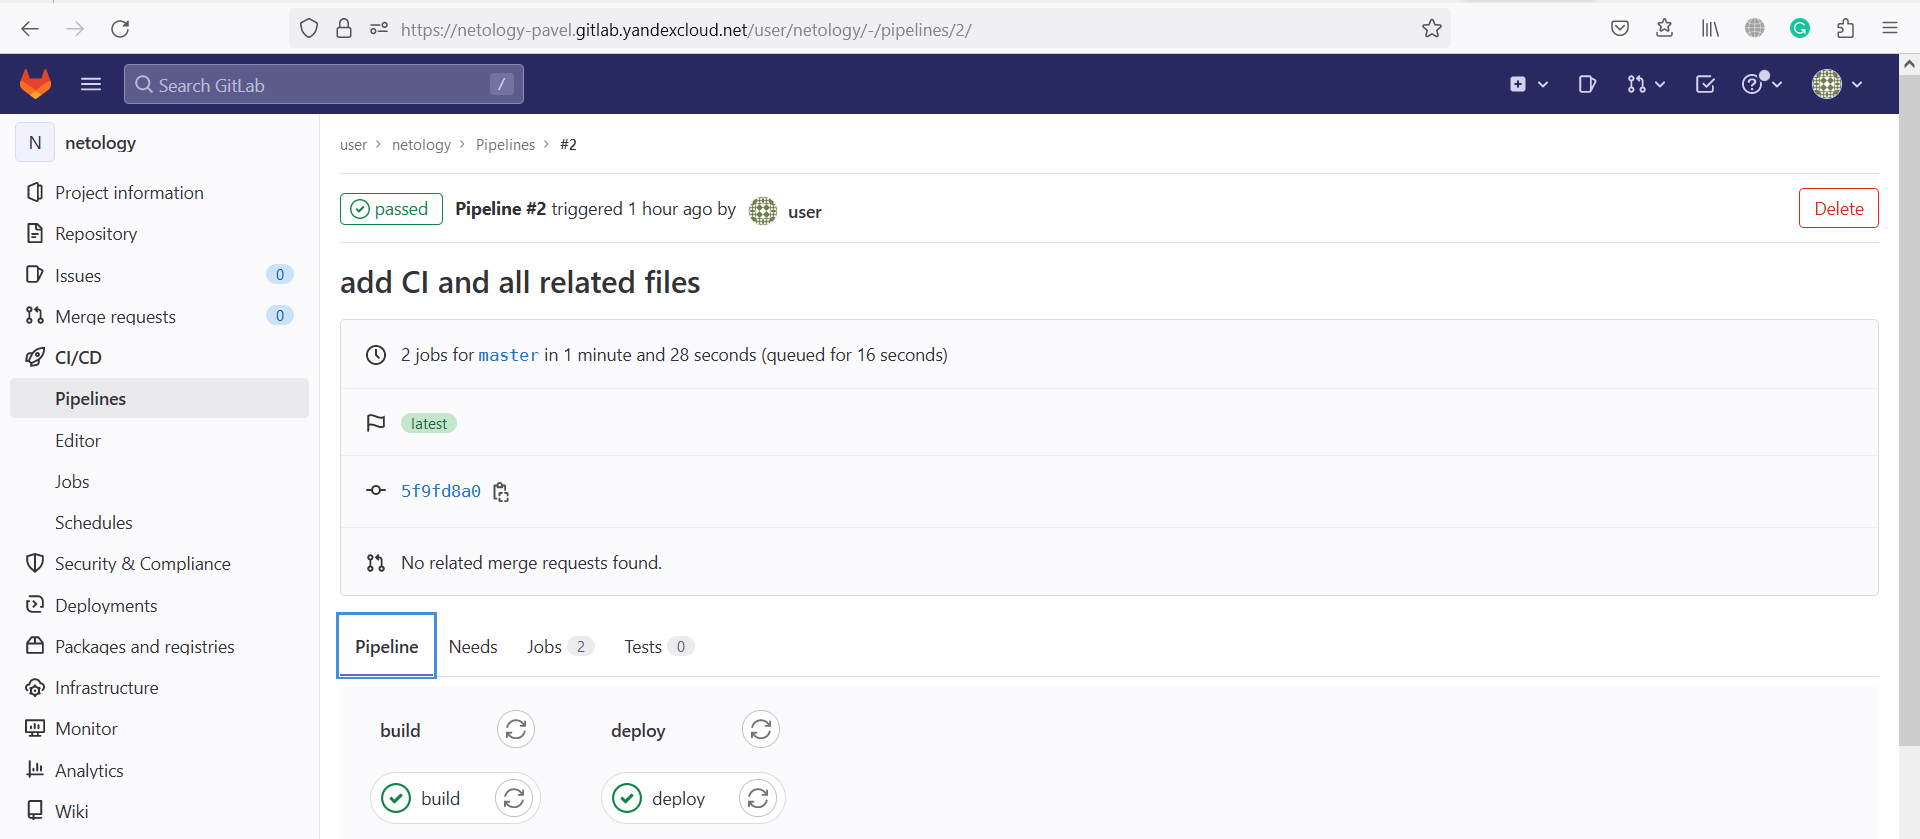 https://netology-pavel.gitlab.yandexcloud.net/user/netology/-/pipelines/2/
Search GitLab /
N netology
Project information
Repository
Issues 0
Merge requests 0
CI/CD
Pipelines
Editor
Jobs
Schedules
Security & Compliance
Deployments
Packages and registries
Infrastructure
Monitor
Analytics
Wiki
user > netology > Pipelines > #2
passed Pipeline #2 triggered 1 hour ago by user Delete
add CI and all related files
2 jobs for master in 1 minute and 28 seconds (queued for 16 seconds)
latest
5f9fd8a0
No related merge requests found.
Pipeline Needs Jobs 2 Tests 0
build deploy
build deploy